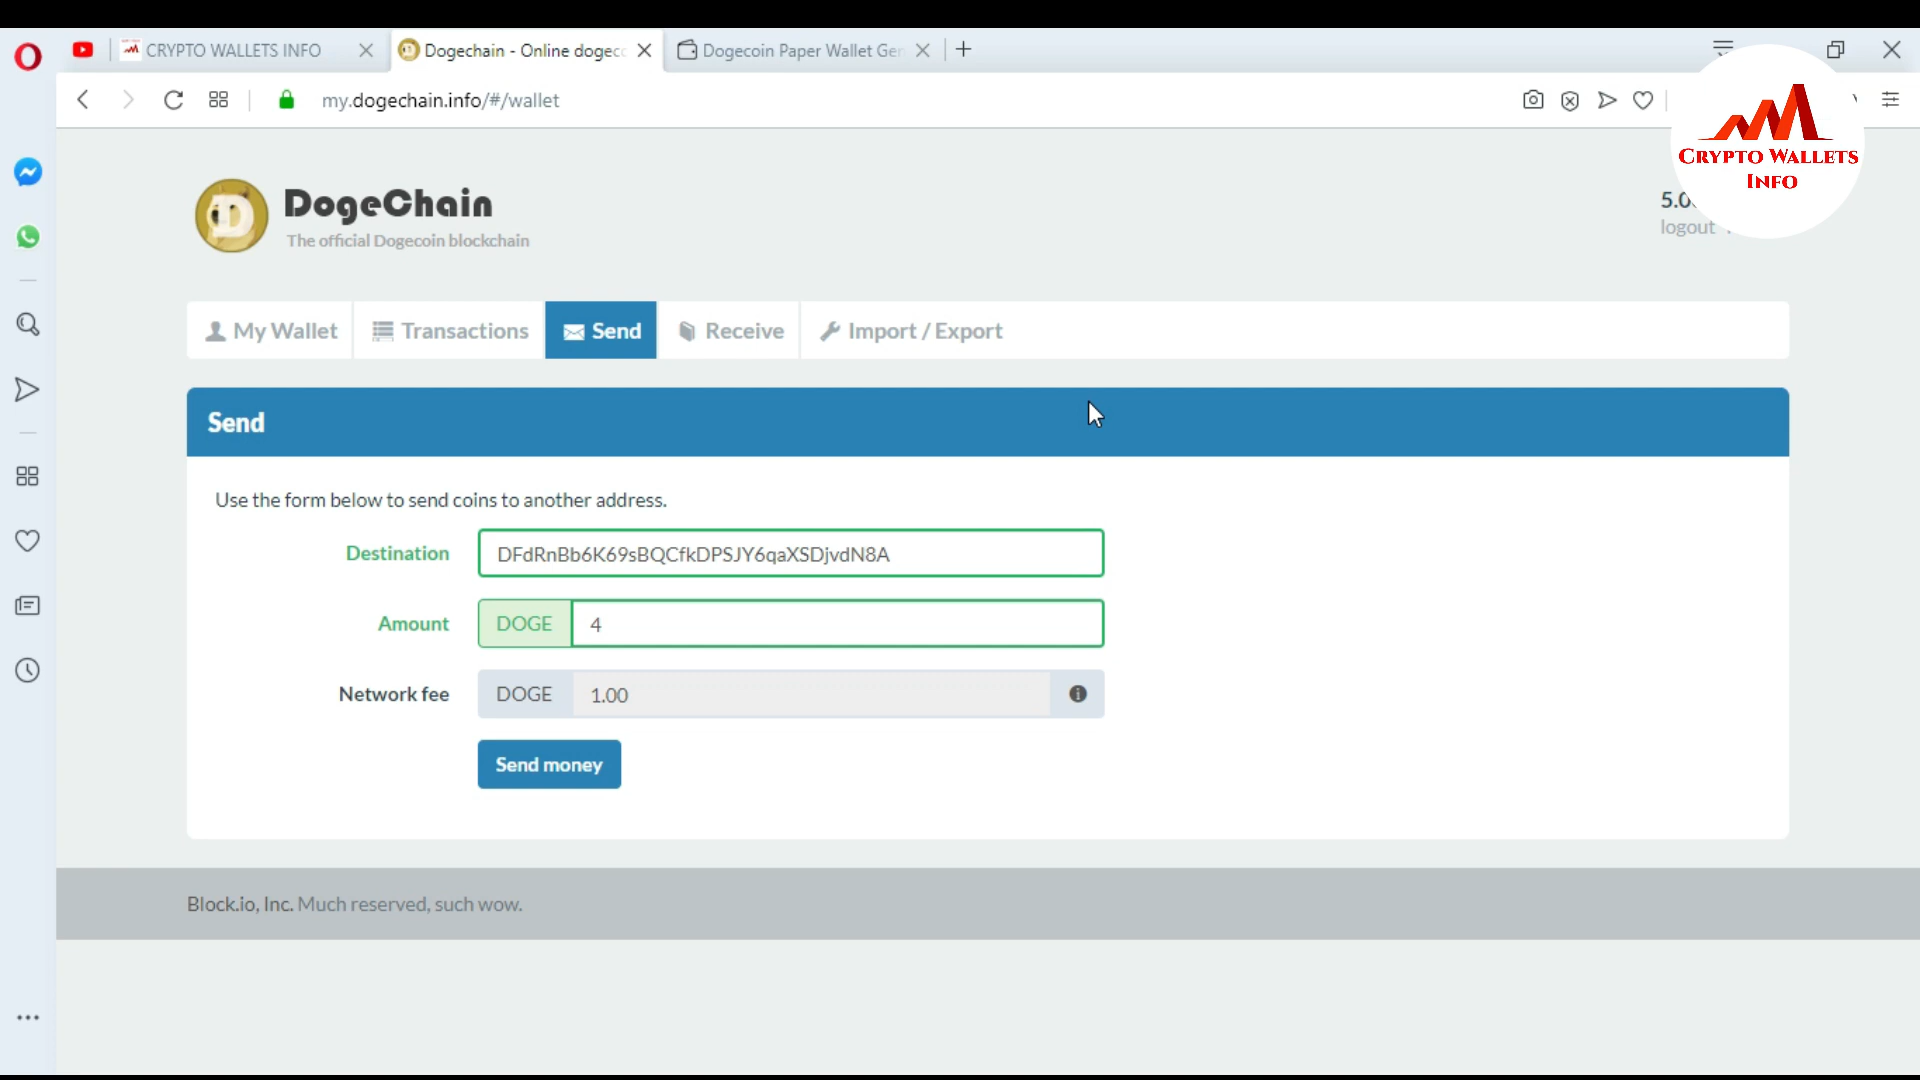 CRYPTO WALLETS INFO
Dogechain - Online dogec
Dogecoin Paper Wallet Ger
my.dogechain.info/#/wallet
CRYPTO WALLETS
INFO
DogeChain
The official Dogecoin blockchain
5.0
logout
My Wallet
Transactions
Send
Receive
Import / Export
Send
Use the form below to send coins to another address.
Destination
DFdRnBb6K69sBQCfkDPSJY6qaXSDjvdN8A
Amount
DOGE
4
Network fee
DOGE
1.00
Send money
Block.io, Inc. Much reserved, such wow.